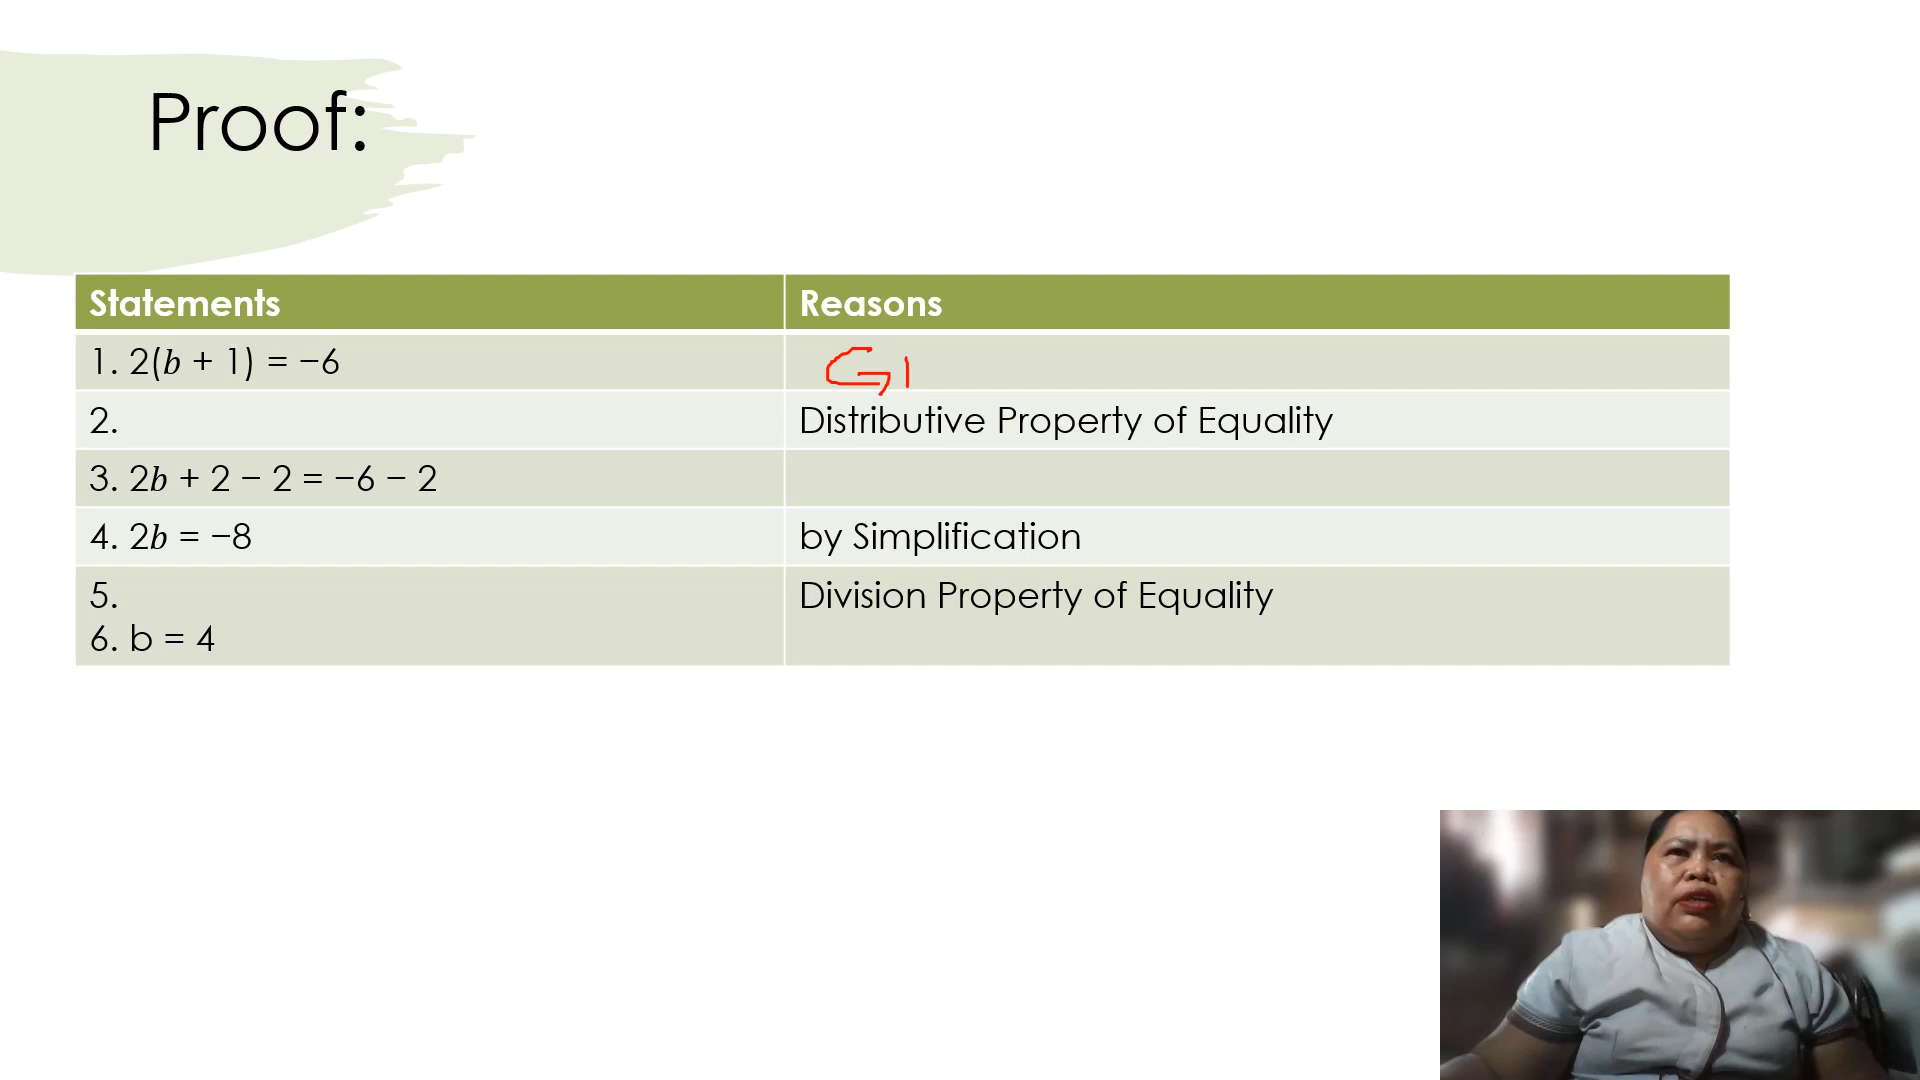 Proof:
Statements Reasons
1. 2(b + 1) = −6 Gi
2. Distributive Property of Equality
3. 2b + 2 − 2 = −6 − 2
4. 2b = −8 by Simplification
5. Division Property of Equality
6. b = 4